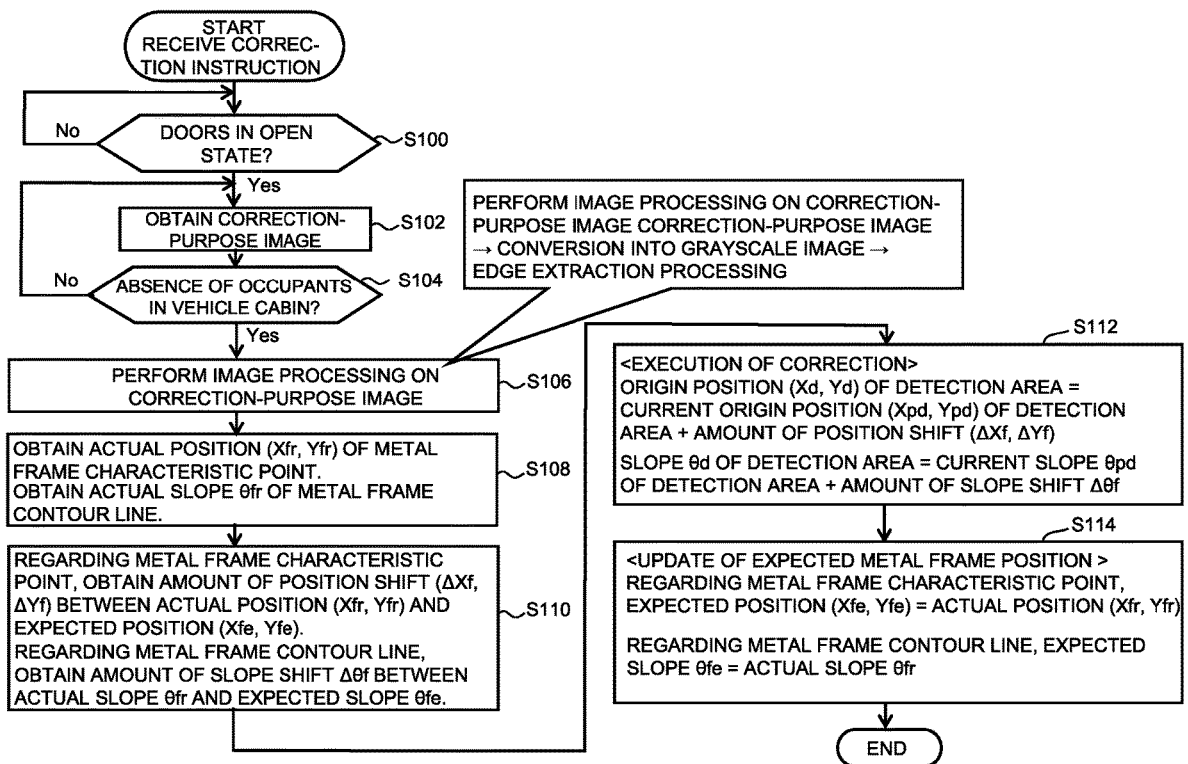 START
RECEIVE CORREC-
TION INSTRUCTION
No
DOORS IN OPEN
STATE?
S100
Yes
OBTAIN CORRECTION-
PURPOSE IMAGE
S102
No
ABSENCE OF OCCUPANTS
IN VEHICLE CABIN?
S104
Yes
PERFORM IMAGE PROCESSING ON CORRECTION-
PURPOSE IMAGE CORRECTION-PURPOSE IMAGE
→ CONVERSION INTO GRAYSCALE IMAGE →
EDGE EXTRACTION PROCESSING
PERFORM IMAGE PROCESSING ON
CORRECTION-PURPOSE IMAGE
S106
OBTAIN ACTUAL POSITION (Xfr, Yfr) OF METAL
FRAME CHARACTERISTIC POINT.
OBTAIN ACTUAL SLOPE θfr OF METAL FRAME
CONTOUR LINE.
S108
REGARDING METAL FRAME CHARACTERISTIC
POINT, OBTAIN AMOUNT OF POSITION SHIFT (ΔXf,
ΔYf) BETWEEN ACTUAL POSITION (Xfr, Yfr) AND
EXPECTED POSITION (Xfe, Yfe).
REGARDING METAL FRAME CONTOUR LINE,
OBTAIN AMOUNT OF SLOPE SHIFT Δθf BETWEEN
ACTUAL SLOPE θfr AND EXPECTED SLOPE θfe.
S110
S112
<EXECUTION OF CORRECTION>
ORIGIN POSITION (Xd, Yd) OF DETECTION AREA =
CURRENT ORIGIN POSITION (Xpd, Ypd) OF DETECTION
AREA + AMOUNT OF POSITION SHIFT (ΔXf, ΔYf)
SLOPE θd OF DETECTION AREA = CURRENT SLOPE θpd
OF DETECTION AREA + AMOUNT OF SLOPE SHIFT Δθf
S114
<UPDATE OF EXPECTED METAL FRAME POSITION >
REGARDING METAL FRAME CHARACTERISTIC POINT,
EXPECTED POSITION (Xfe, Yfe) = ACTUAL POSITION (Xfr, Yfr)
REGARDING METAL FRAME CONTOUR LINE, EXPECTED
SLOPE θfe = ACTUAL SLOPE θfr
END